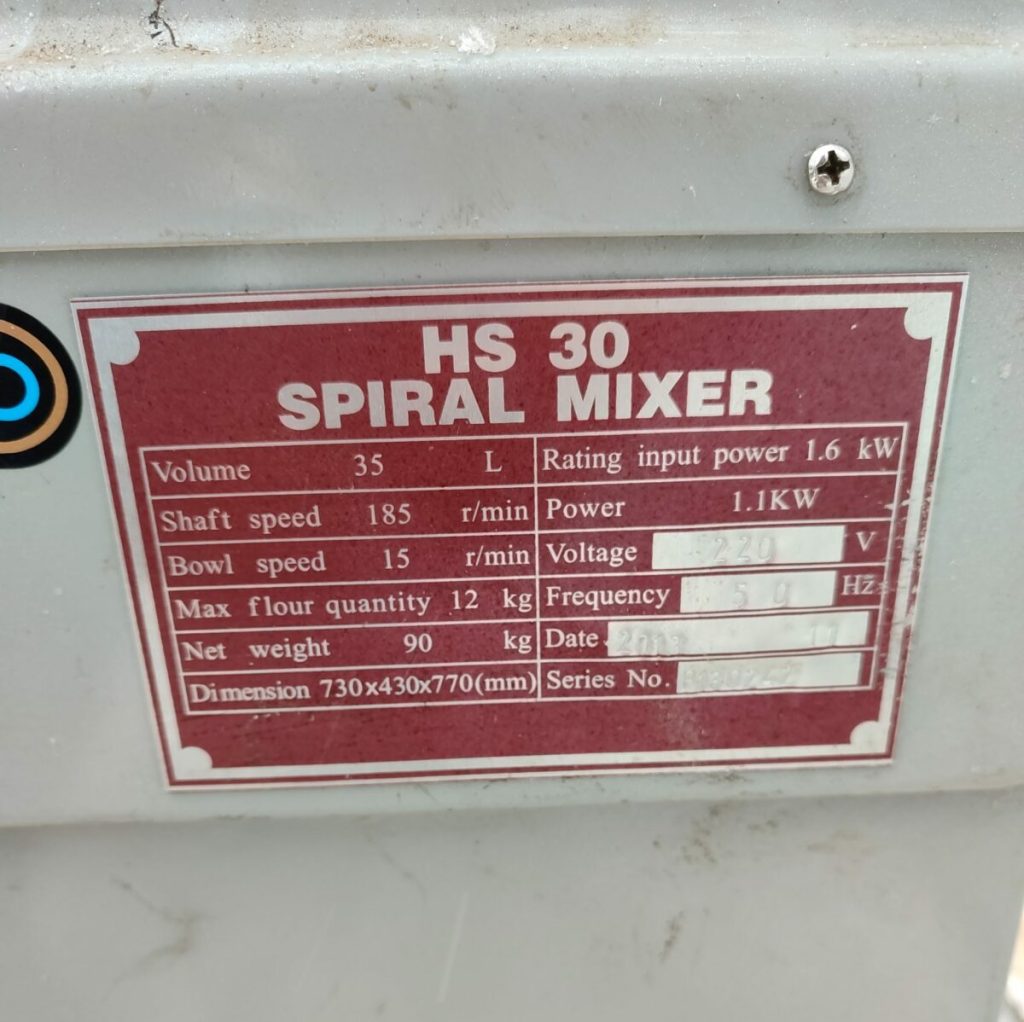 HS 30
SPIRAL MIXER
Volume 35 L
Shaft speed 185 r/min
Bowl speed 15 r/min
Max flour quantity 12 kg
Net weight 90 kg
Dimension 730x430x770(mm)
Rating input power 1.6 kW
Power 1.1KW
Voltage 220 V
Frequency 50 Hz
Date 2013
Series No.